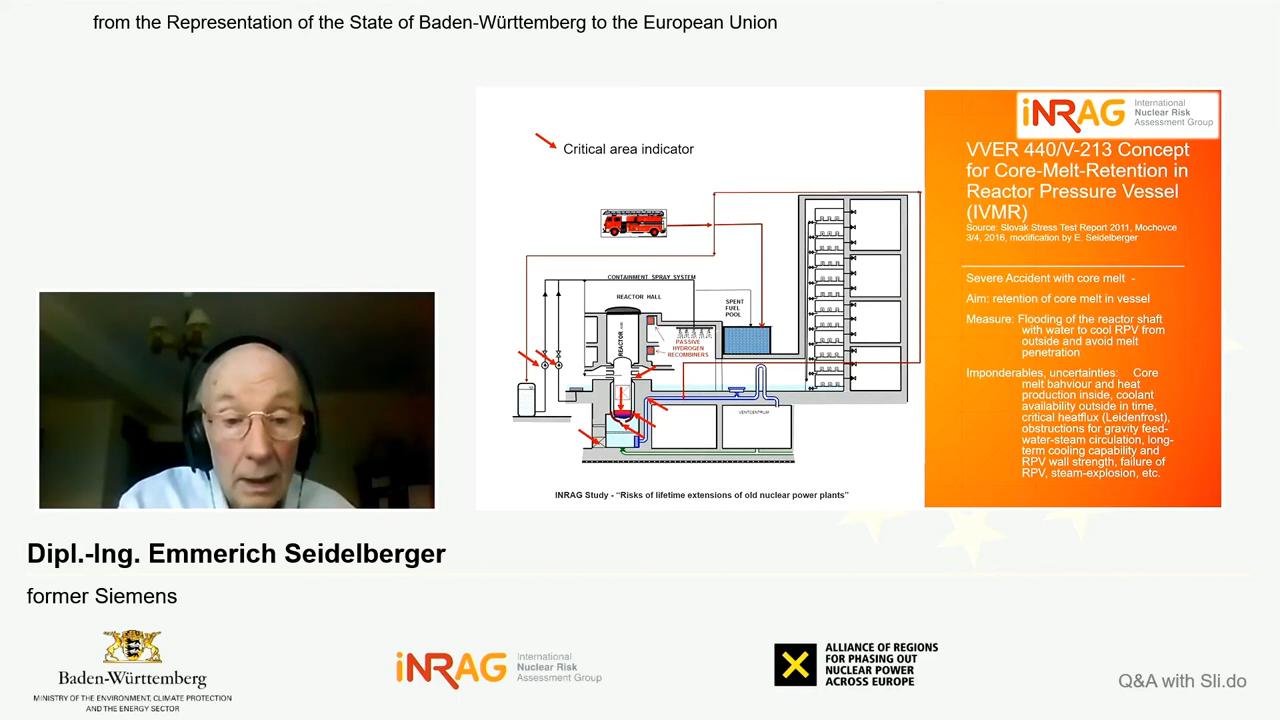 from the Representation of the State of Baden-Württemberg to the European Union
Critical area indicator
CONTAINMENT SPRAY SYSTEM
REACTOR HALL
REACTOR
SPENT
FUEL
POOL
PASSIVE
HYDROGEN
RECOMBINERS
VENTCENTRUM
INRAG Study - “Risks of lifetime extensions of old nuclear power plants”
iNRAG
International
Nuclear Risk
Assessment Group
VVER 440/V-213 Concept
for Core-Melt-Retention in
Reactor Pressure Vessel
(IVMR)
Source: Slovak Stress Test Report 2011, Mochovce
3/4, 2016, modification by E. Seidelberger
Severe Accident with core melt -
Aim: retention of core melt in vessel
Measure: Flooding of the reactor shaft
with water to cool RPV from
outside and avoid melt
penetration
Imponderables, uncertainties: Core
melt bahviour and heat
production inside, coolant
availability outside in time,
critical heatflux (Leidenfrost),
obstructions for gravity feed-
water-steam circulation, long-
term cooling capability and
RPV wall strength, failure of
RPV, steam-explosion, etc.
Dipl.-Ing. Emmerich Seidelberger
former Siemens
Baden-Württemberg
MINISTRY OF THE ENVIRONMENT, CLIMATE PROTECTION
AND THE ENERGY SECTOR
iNRAG
International
Nuclear Risk
Assessment Group
ALLIANCE OF REGIONS
FOR PHASING OUT
NUCLEAR POWER
ACROSS EUROPE
Q&A with Sli.do